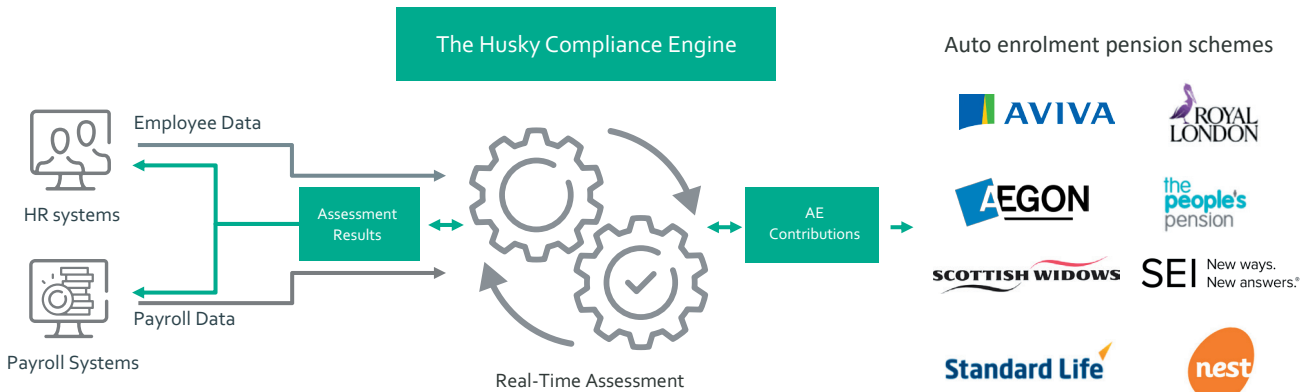 The Husky Compliance Engine
Auto enrolment pension schemes
Employee Data
HR systems
Assessment
Results
Payroll Data
Payroll Systems
Real-Time Assessment
AE
Contributions
AVIVA
ROYAL
LONDON
AEGON
the
people's
pension
SCOTTISH WIDOWS
SEI New ways.
New answers.®
Standard Life
nest